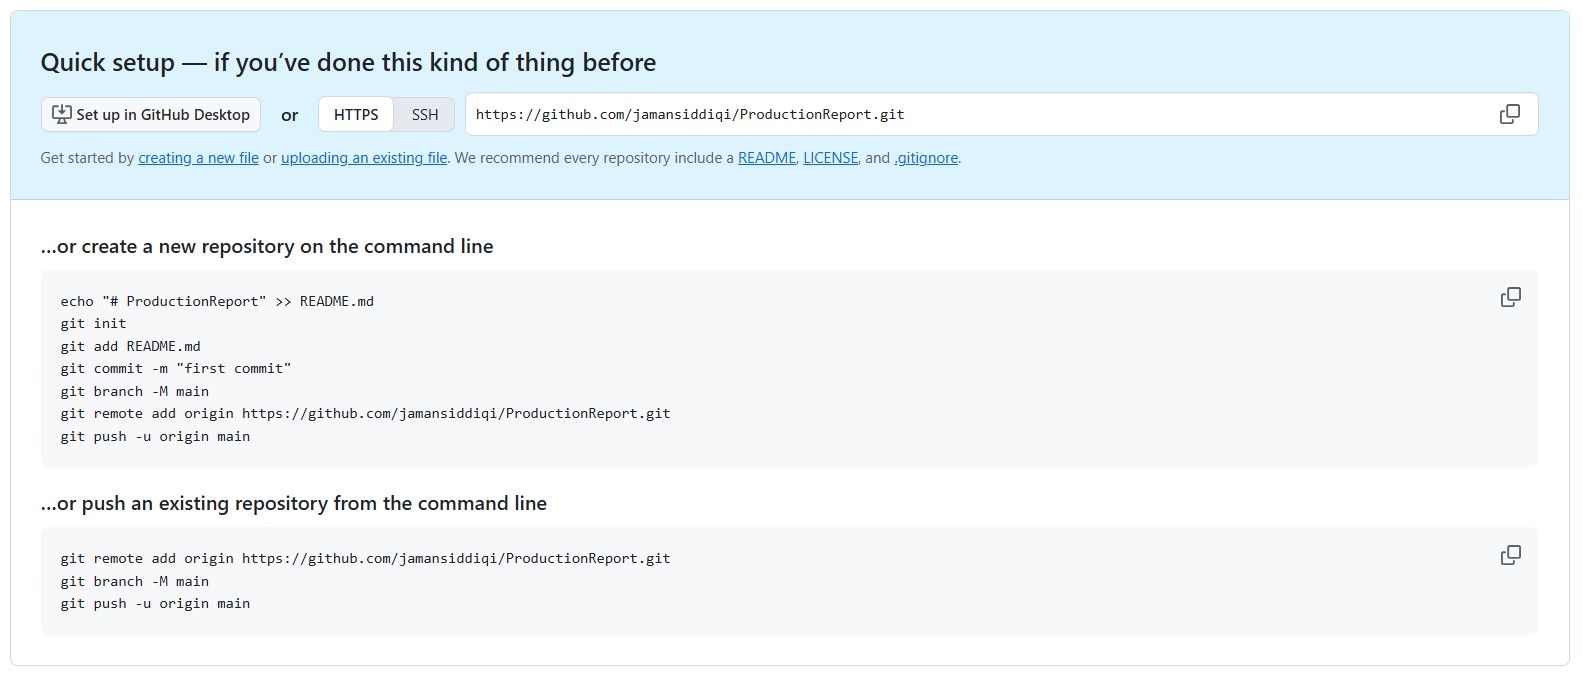 Quick setup — if you’ve done this kind of thing before
Set up in GitHub Desktop or HTTPS SSH https://github.com/jamansiddiqi/ProductionReport.git
Get started by creating a new file or uploading an existing file. We recommend every repository include a README, LICENSE, and .gitignore.
…or create a new repository on the command line
echo "# ProductionReport" >> README.md
git init
git add README.md
git commit -m "first commit"
git branch -M main
git remote add origin https://github.com/jamansiddiqi/ProductionReport.git
git push -u origin main
…or push an existing repository from the command line
git remote add origin https://github.com/jamansiddiqi/ProductionReport.git
git branch -M main
git push -u origin main